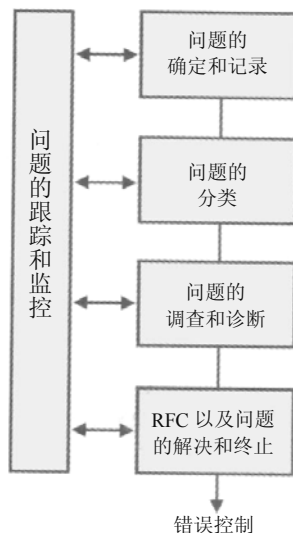 问题的跟踪和监控
问题的
确定和记录
问题的
分类
问题的
调查和诊断
RFC 以及问题
的解决和终止
错误控制